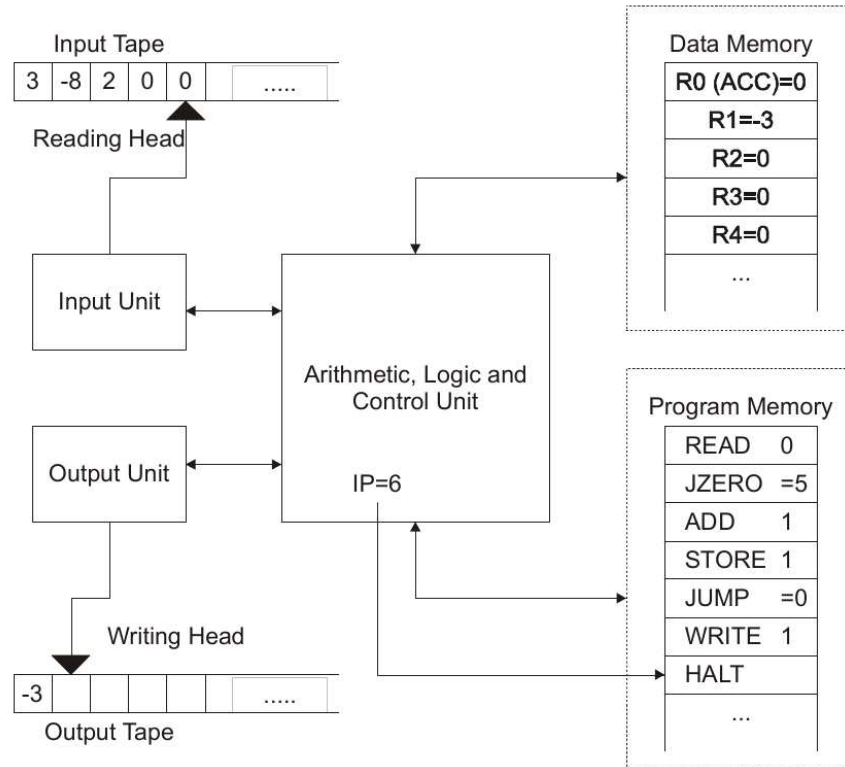 Input Tape
3 -8 2 0 0 .....
Reading Head
Input Unit
Output Unit
Writing Head
-3 .....
Output Tape
Arithmetic, Logic and
Control Unit
IP=6
Data Memory
R0 (ACC)=0
R1=-3
R2=0
R3=0
R4=0
...
Program Memory
READ 0
JZERO =5
ADD 1
STORE 1
JUMP =0
WRITE 1
HALT
...